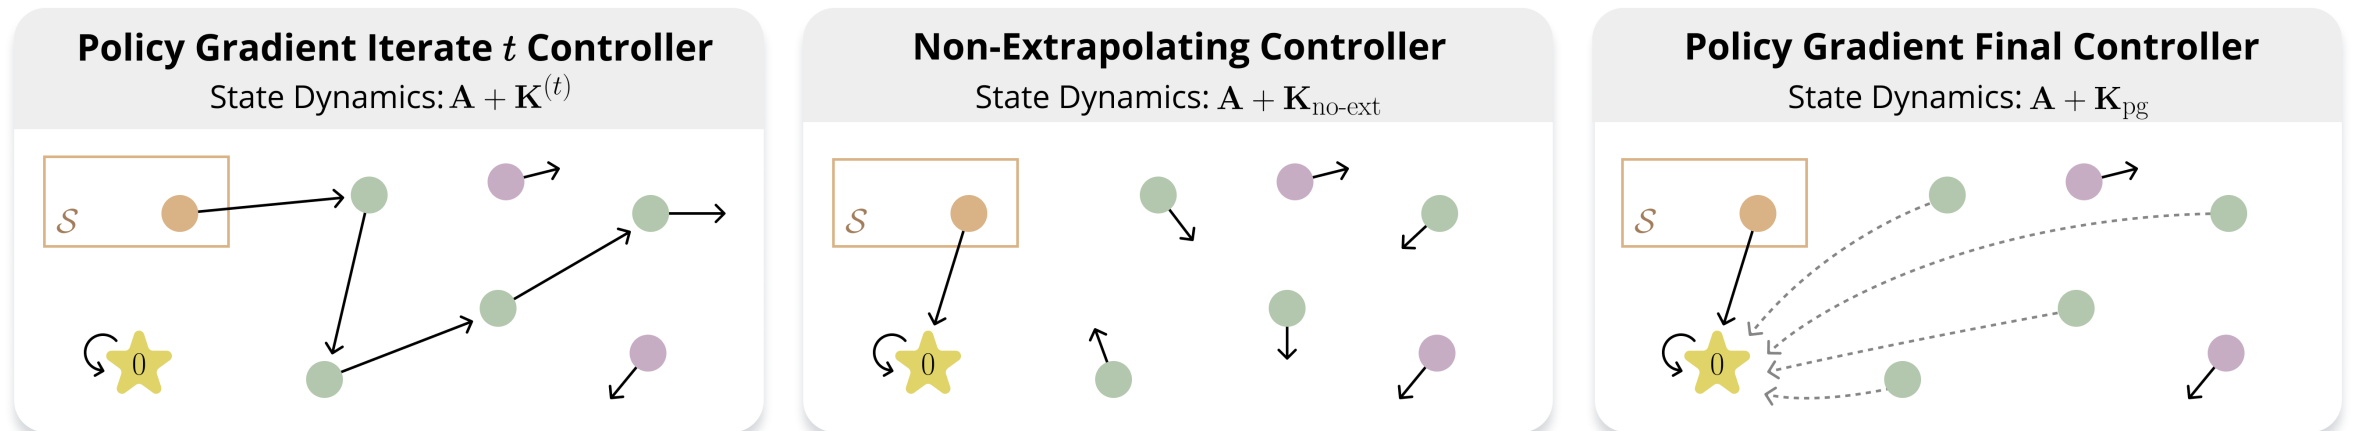 Policy Gradient Iterate t Controller
State Dynamics: A + K^(t)
S
0
Non-Extrapolating Controller
State Dynamics: A + K_no-ext
S
0
Policy Gradient Final Controller
State Dynamics: A + K_pg
S
0